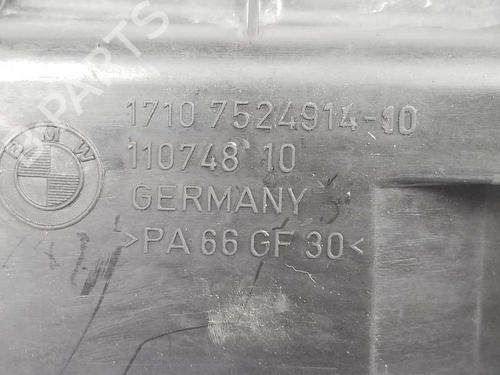 PARTS
1710 7524914-10
BMW
110748 10
GERMANY
>PA 66 GF 30<